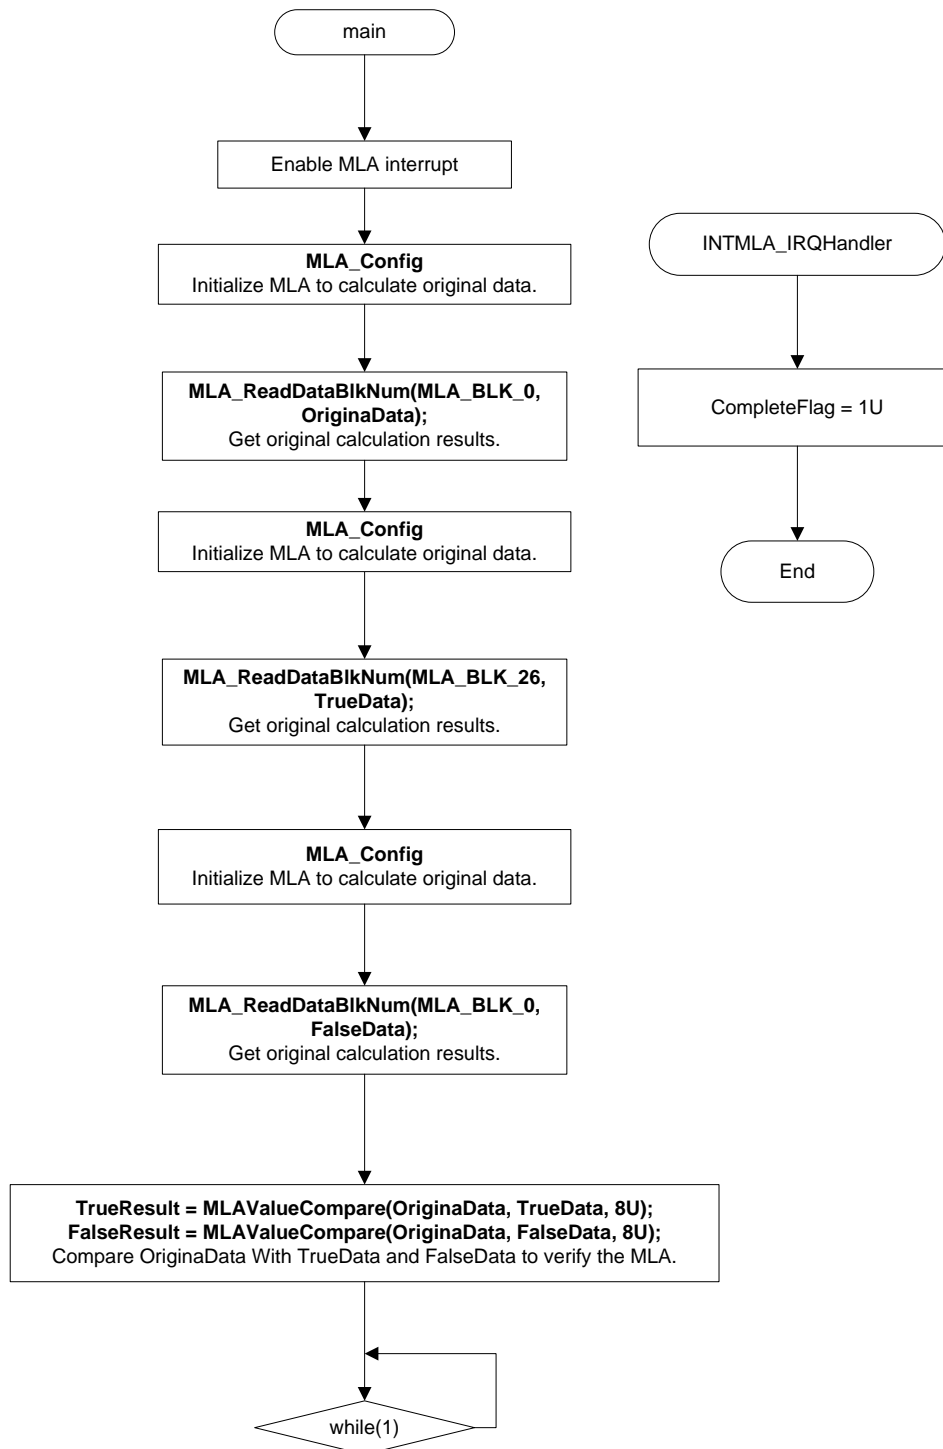 main
Enable MLA interrupt
MLA_Config
Initialize MLA to calculate original data.
MLA_ReadDataBlkNum(MLA_BLK_0,
OriginaData);
Get original calculation results.
MLA_Config
Initialize MLA to calculate original data.
MLA_ReadDataBlkNum(MLA_BLK_26,
TrueData);
Get original calculation results.
MLA_Config
Initialize MLA to calculate original data.
MLA_ReadDataBlkNum(MLA_BLK_0,
FalseData);
Get original calculation results.
TrueResult = MLAValueCompare(OriginaData, TrueData, 8U);
FalseResult = MLAValueCompare(OriginaData, FalseData, 8U);
Compare OriginaData With TrueData and FalseData to verify the MLA.
while(1)
INTMLA_IRQHandler
CompleteFlag = 1U
End